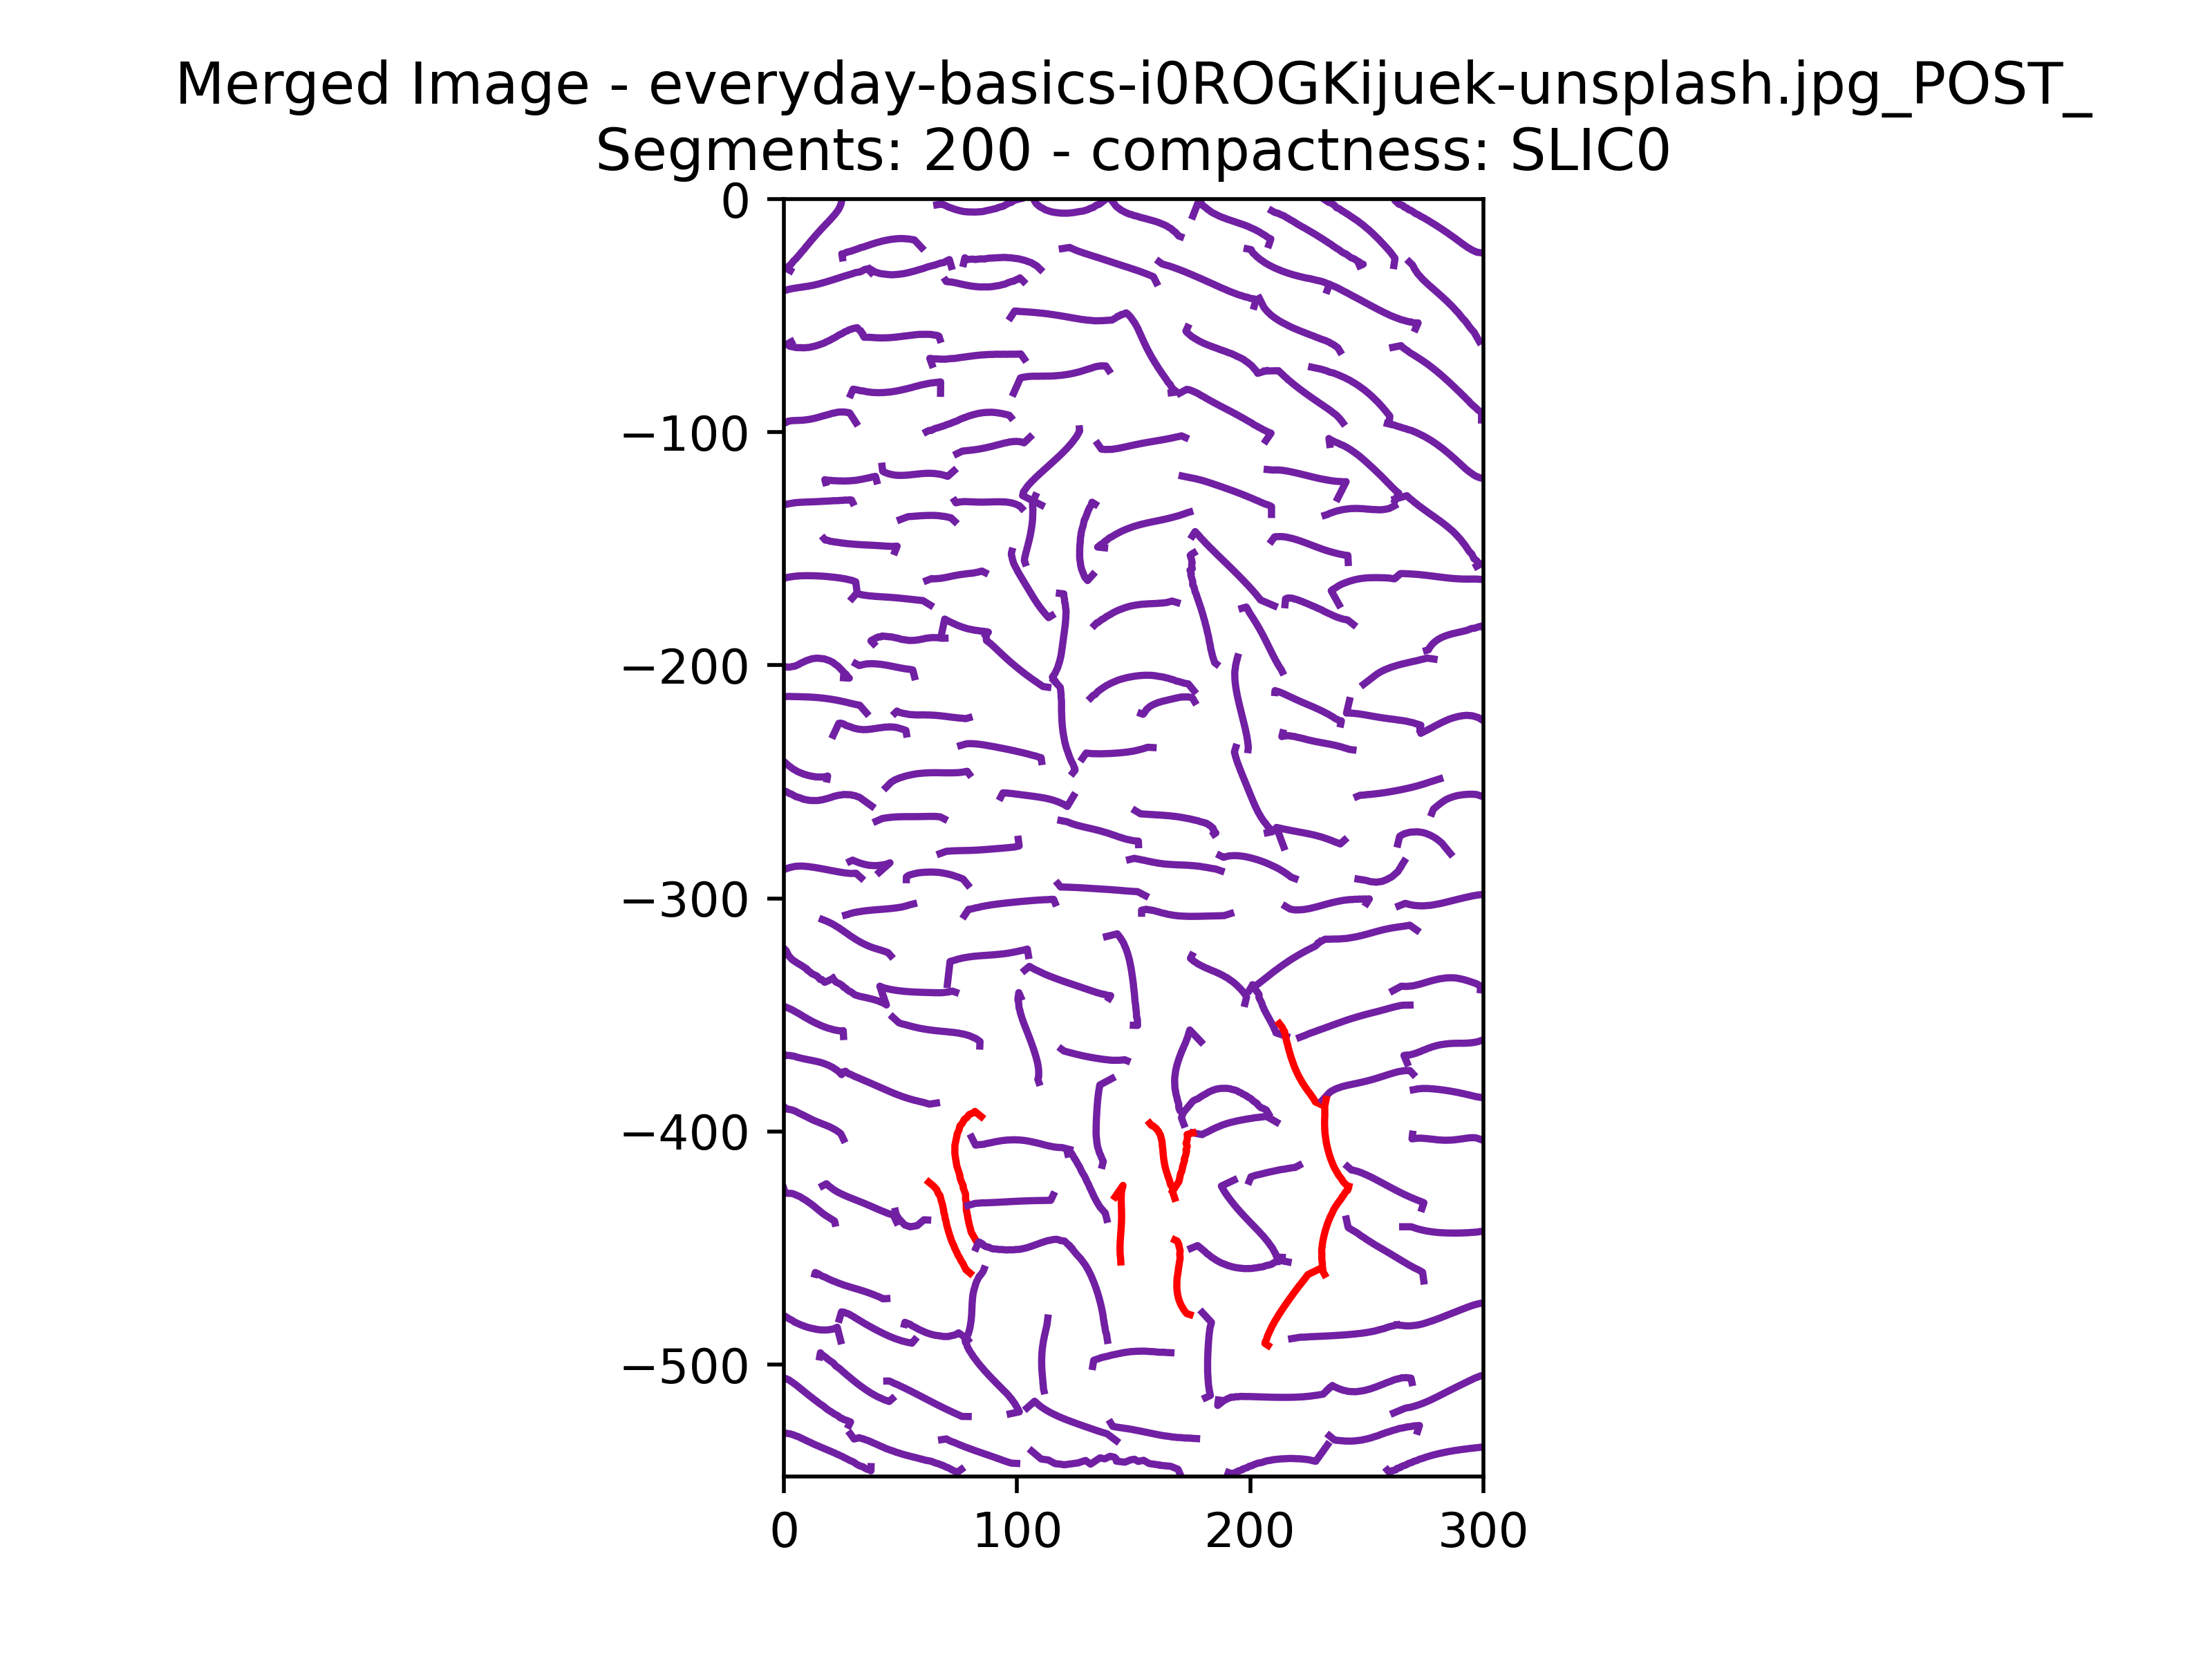 Merged Image - everyday-basics-i0ROGKijuek-unsplash.jpg_POST_
Segments: 200 - compactness: SLIC0
0
−100
−200
−300
−400
−500
0 100 200 300